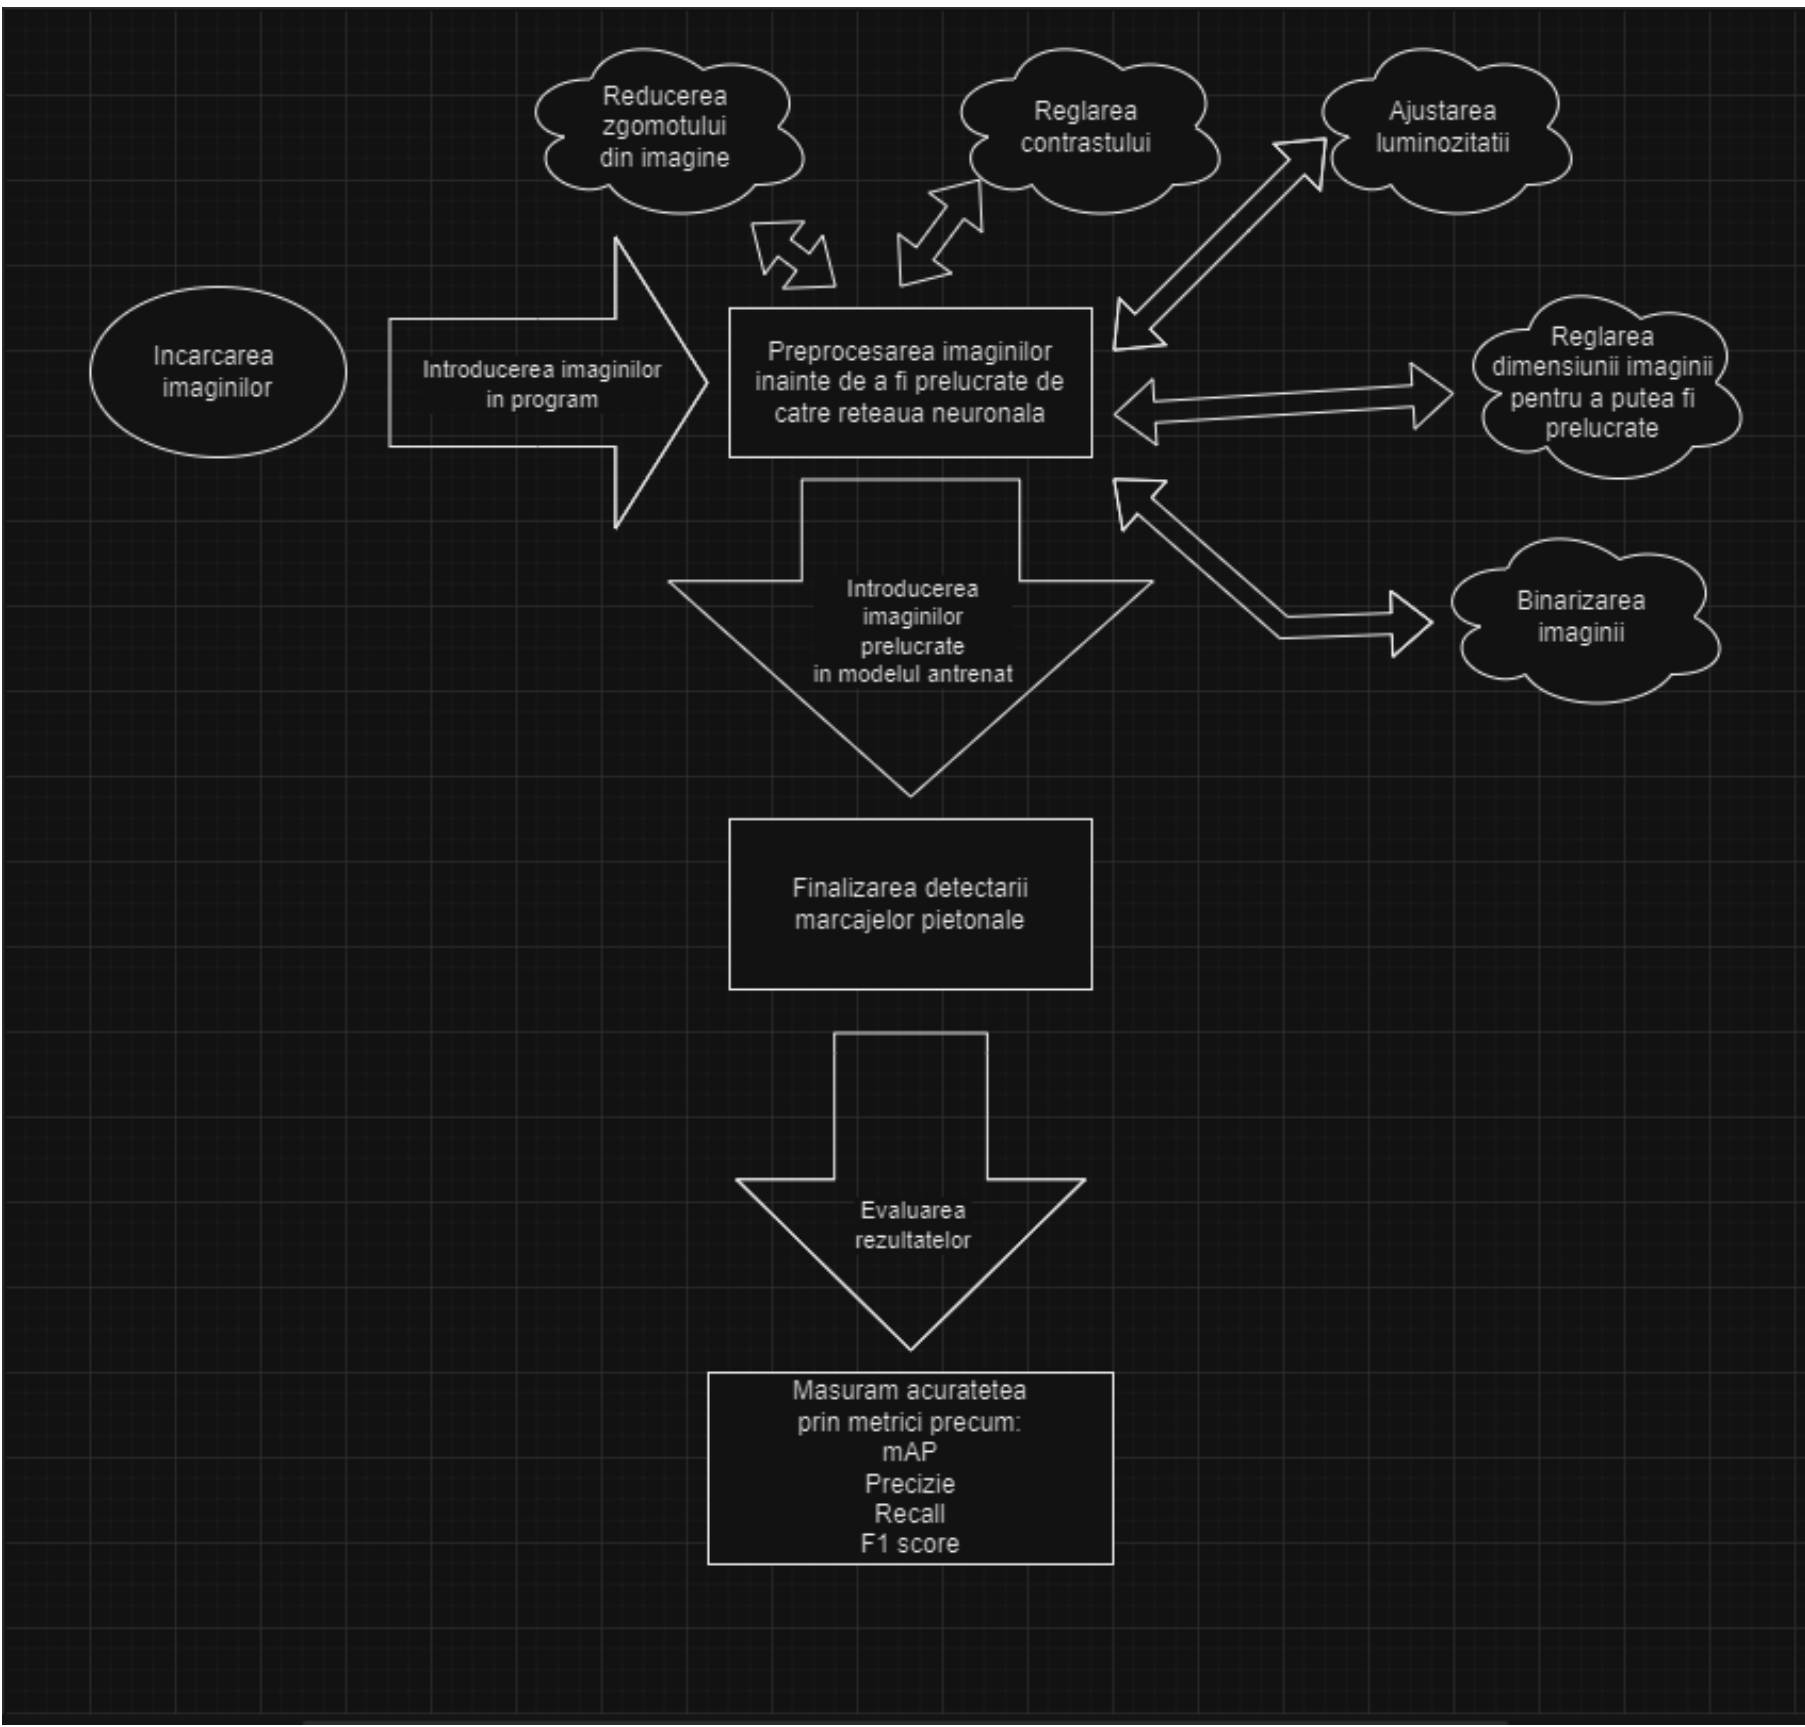 Reducerea
zgomotului
din imagine
Reglarea
contrastului
Ajustarea
luminozitatii
Incarcarea
imaginilor
Introducerea imaginilor
in program
Preprocesarea imaginilor
inainte de a fi prelucrate de
catre reteaua neuronala
Reglarea
dimensiunii imaginii
pentru a putea fi
prelucrate
Binarizarea
imaginii
Introducerea
imaginilor
prelucrate
in modelul antrenat
Finalizarea detectarii
marcajelor pietonale
Evaluarea
rezultatelor
Masuram acuratetea
prin metrici precum:
mAP
Precizie
Recall
F1 score